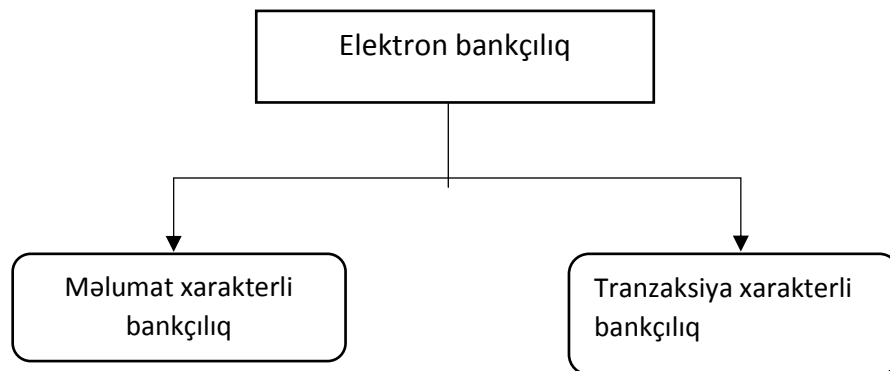 Elektron bankçılıq
Məlumat xarakterli
bankçılıq
Tranzaksiya xarakterli
bankçılıq